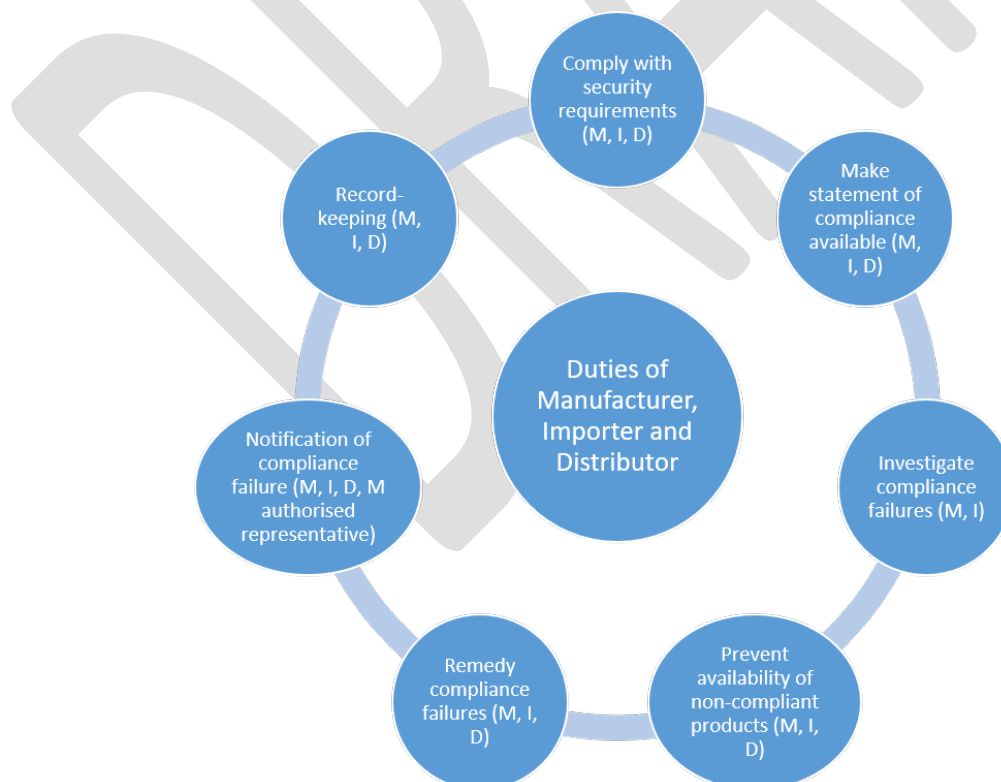 Comply with
security
requirements
(M, I, D)
Make
statement of
compliance
available (M,
I, D)
Investigate
compliance
failures (M, I)
Prevent
availability of
non-compliant
products (M, I,
D)
Remedy
compliance
failures (M, I,
D)
Notification of
compliance
failure (M, I, D, M
authorised
representative)
Record-
keeping (M,
I, D)
Duties of
Manufacturer,
Importer and
Distributor